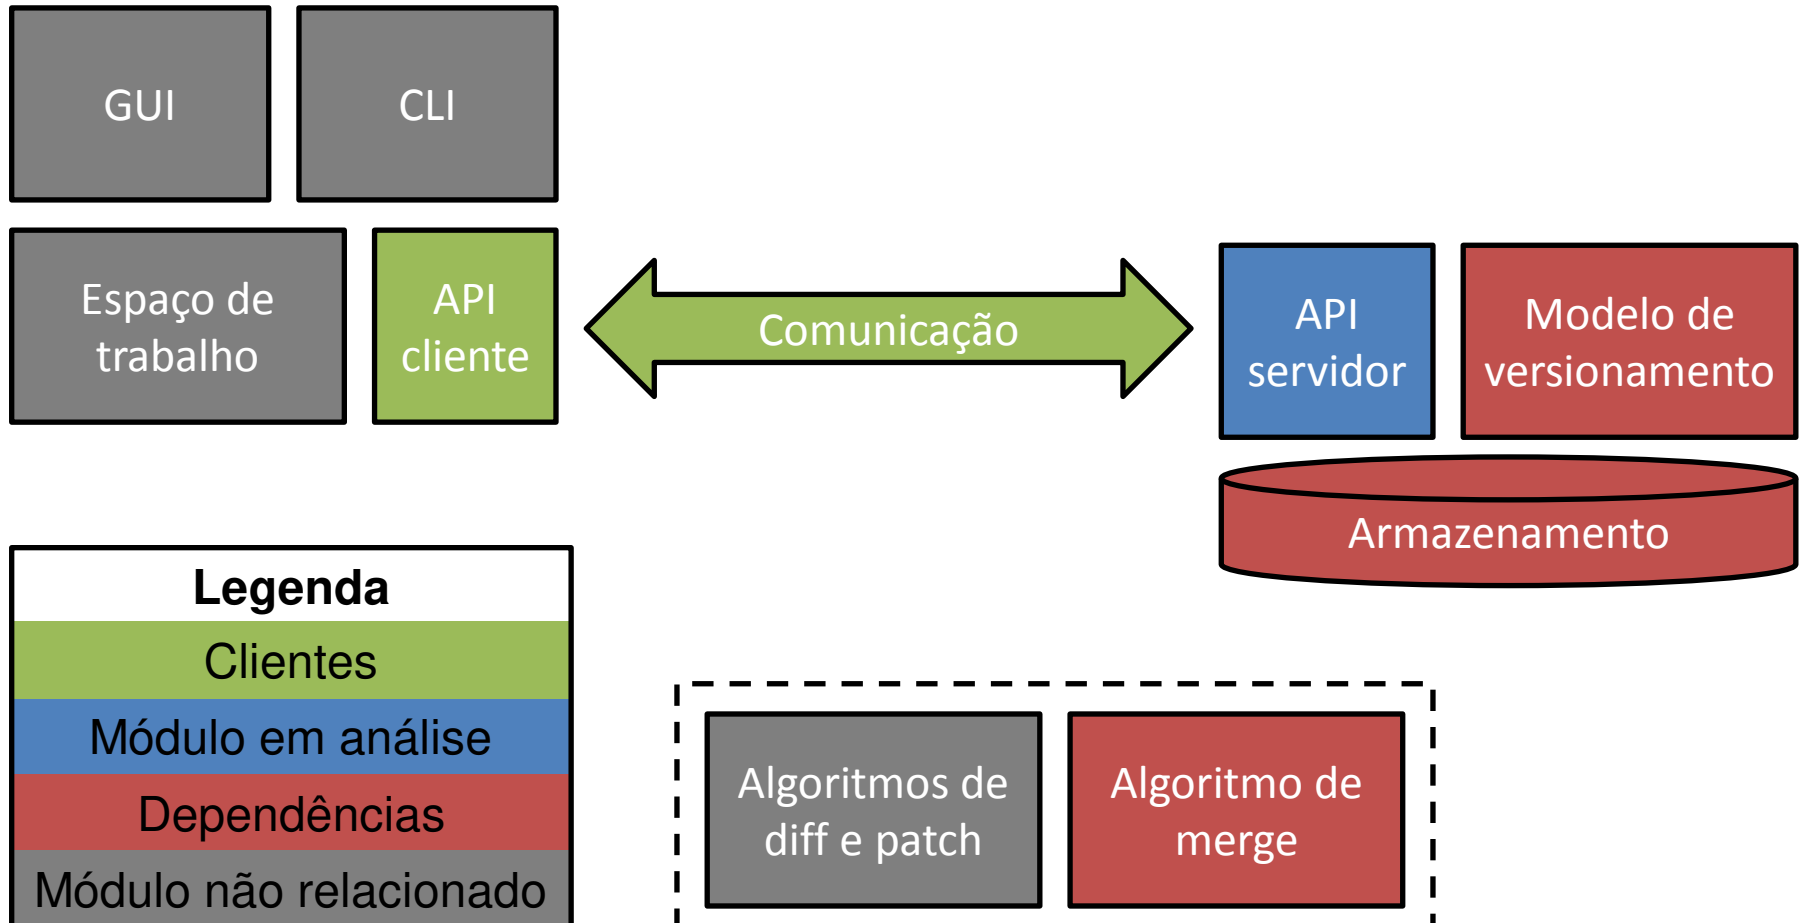 GUI
CLI
Espaço de
trabalho
API
cliente
Comunicação
API
servidor
Modelo de
versionamento
Armazenamento
Legenda
Clientes
Módulo em análise
Dependências
Módulo não relacionado
Algoritmos de
diff e patch
Algoritmo de
merge